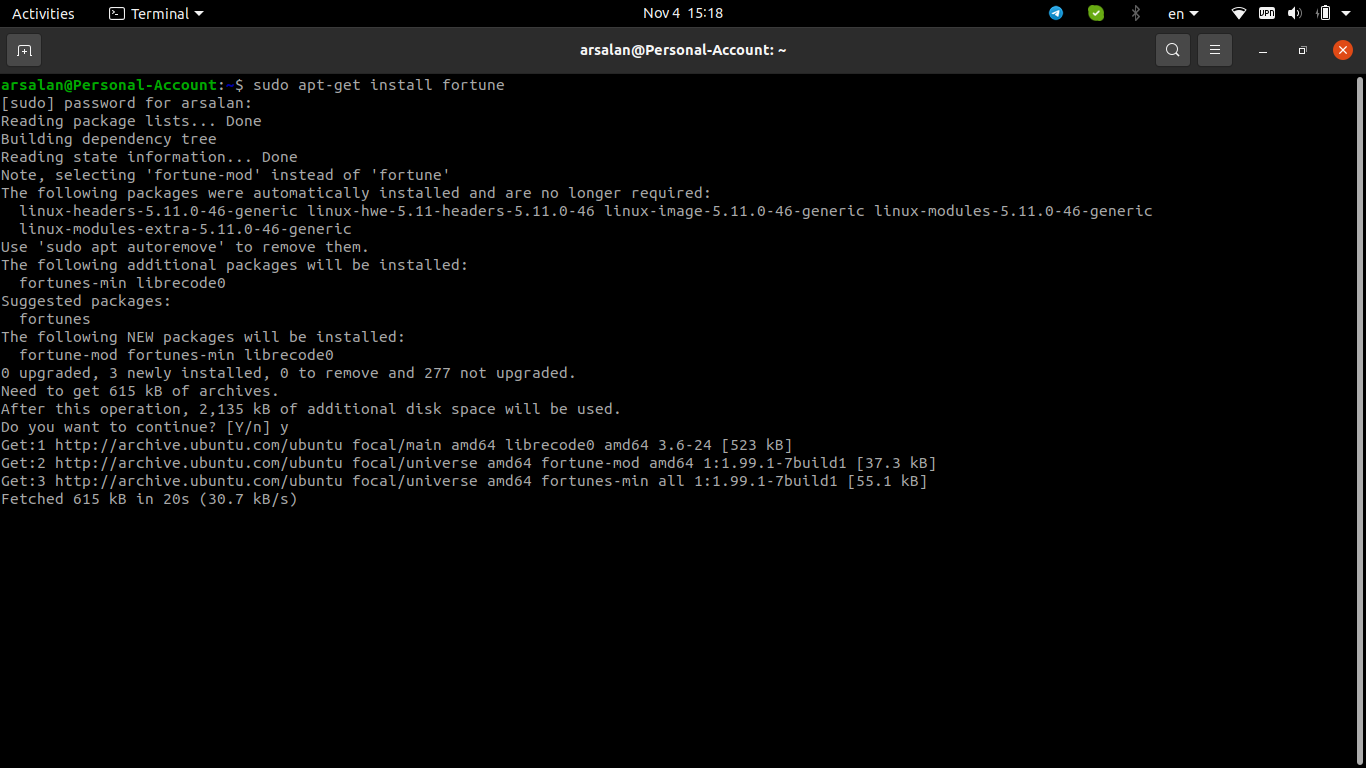 Activities Terminal Nov 4 15:18 en VPN
arsalan@Personal-Account: ~
arsalan@Personal-Account:~$ sudo apt-get install fortune
[sudo] password for arsalan:
Reading package lists... Done
Building dependency tree
Reading state information... Done
Note, selecting 'fortune-mod' instead of 'fortune'
The following packages were automatically installed and are no longer required:
  linux-headers-5.11.0-46-generic linux-hwe-5.11-headers-5.11.0-46 linux-image-5.11.0-46-generic linux-modules-5.11.0-46-generic
  linux-modules-extra-5.11.0-46-generic
Use 'sudo apt autoremove' to remove them.
The following additional packages will be installed:
  fortunes-min librecode0
Suggested packages:
  fortunes
The following NEW packages will be installed:
  fortune-mod fortunes-min librecode0
0 upgraded, 3 newly installed, 0 to remove and 277 not upgraded.
Need to get 615 kB of archives.
After this operation, 2,135 kB of additional disk space will be used.
Do you want to continue? [Y/n] y
Get:1 http://archive.ubuntu.com/ubuntu focal/main amd64 librecode0 amd64 3.6-24 [523 kB]
Get:2 http://archive.ubuntu.com/ubuntu focal/universe amd64 fortune-mod amd64 1:1.99.1-7build1 [37.3 kB]
Get:3 http://archive.ubuntu.com/ubuntu focal/universe amd64 fortunes-min all 1:1.99.1-7build1 [55.1 kB]
Fetched 615 kB in 20s (30.7 kB/s)